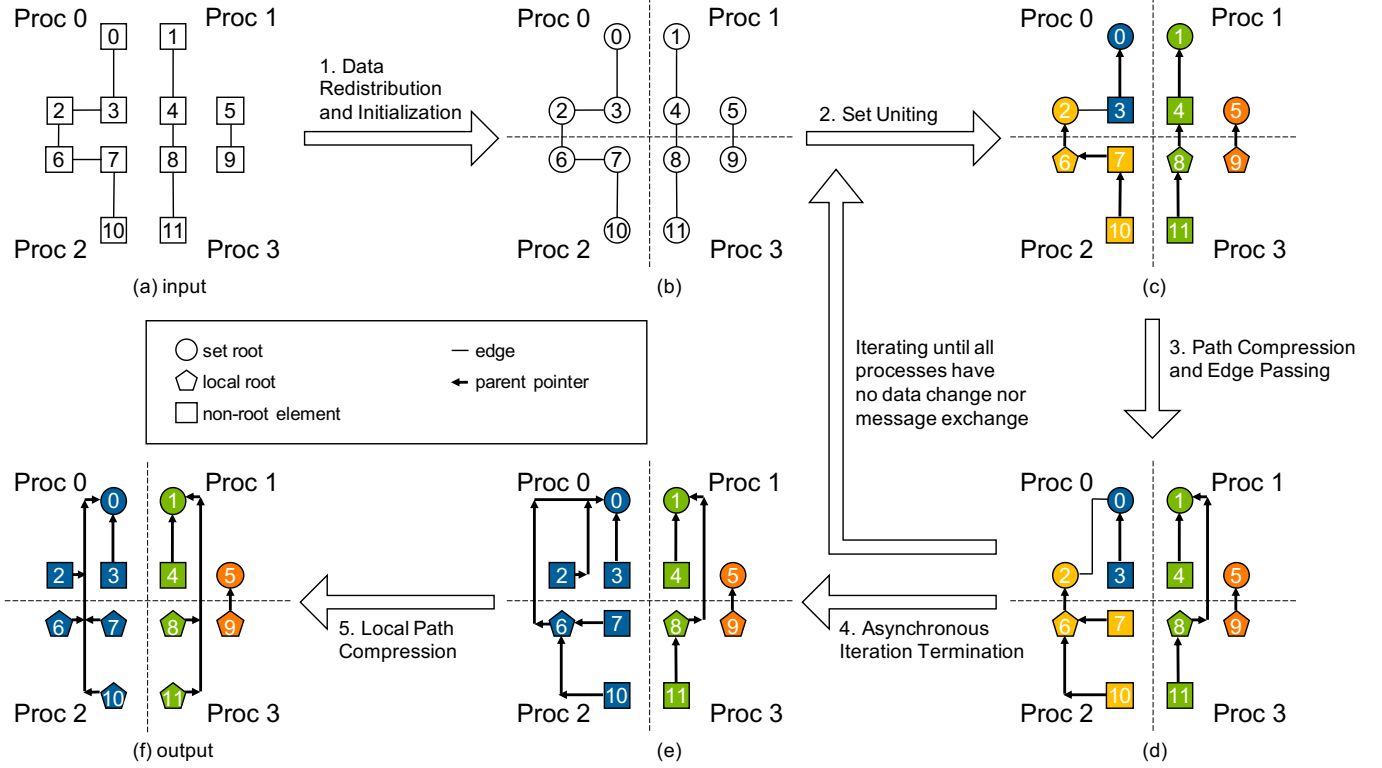 Proc 0
Proc 1
0
1
2
3
4
5
6
7
8
9
10
11
Proc 2
Proc 3
(a) input
1. Data
Redistribution
and Initialization
Proc 0
Proc 1
0
1
2
3
4
5
6
7
8
9
10
11
Proc 2
Proc 3
(b)
2. Set Uniting
Proc 0
Proc 1
0
1
2
3
4
5
6
7
8
9
10
11
Proc 2
Proc 3
(c)
set root
edge
local root
parent pointer
non-root element
Iterating until all
processes have
no data change nor
message exchange
3. Path Compression
and Edge Passing
Proc 0
Proc 1
0
1
2
3
4
5
6
7
8
9
10
11
Proc 2
Proc 3
(f) output
5. Local Path
Compression
Proc 0
Proc 1
0
1
2
3
4
5
6
7
8
9
10
11
Proc 2
Proc 3
(e)
4. Asynchronous
Iteration Termination
Proc 0
Proc 1
0
1
2
3
4
5
6
7
8
9
10
11
Proc 2
Proc 3
(d)